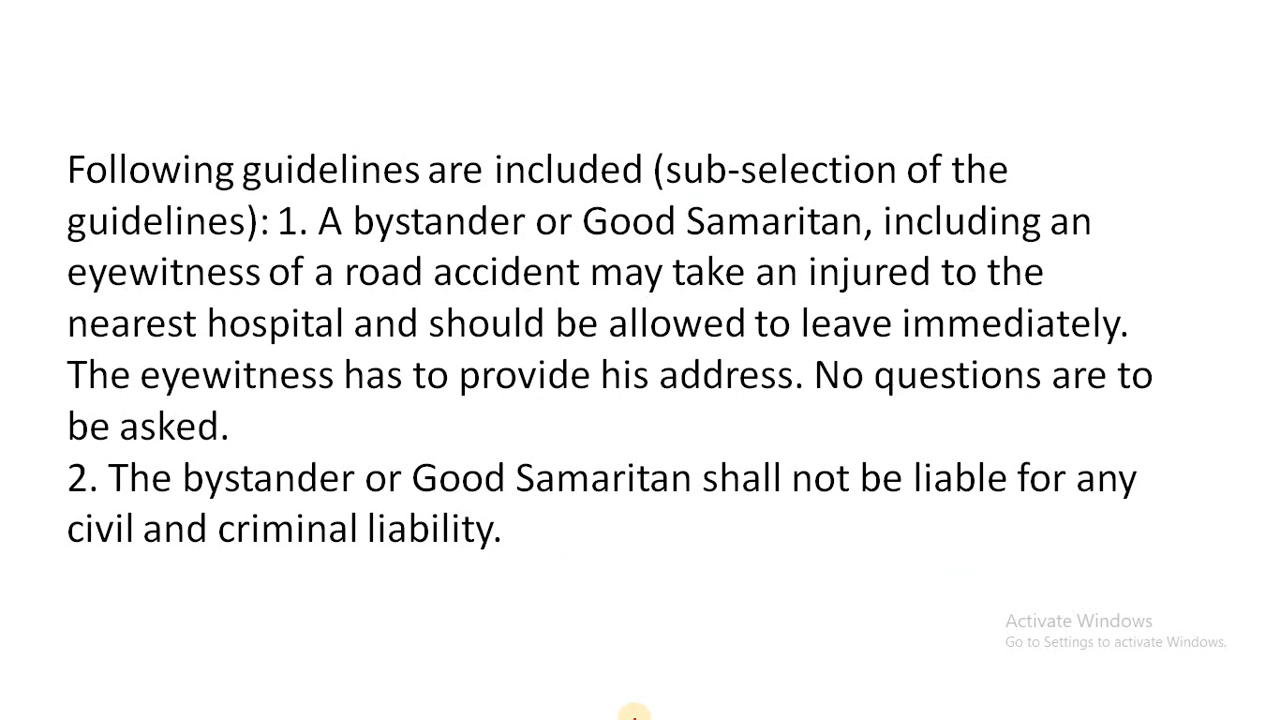 Following guidelines are included (sub-selection of the
guidelines): 1. A bystander or Good Samaritan, including an
eyewitness of a road accident may take an injured to the
nearest hospital and should be allowed to leave immediately.
The eyewitness has to provide his address. No questions are to
be asked.
2. The bystander or Good Samaritan shall not be liable for any
civil and criminal liability.
Activate Windows
Go to Settings to activate Windows.